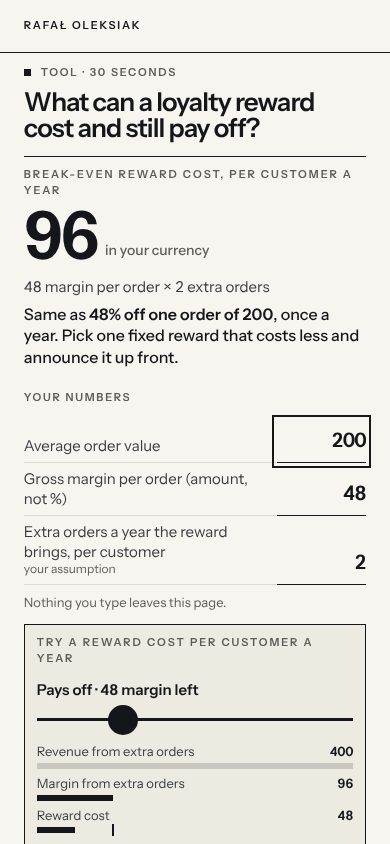 RAFAŁ OLEKSIAK
TOOL · 30 SECONDS
What can a loyalty reward
cost and still pay off?
BREAK-EVEN REWARD COST, PER CUSTOMER A
YEAR
96 in your currency
48 margin per order × 2 extra orders
Same as 48% off one order of 200, once a
year. Pick one fixed reward that costs less and
announce it up front.
YOUR NUMBERS
Average order value 200
Gross margin per order (amount,
not %) 48
Extra orders a year the reward
brings, per customer
your assumption 2
Nothing you type leaves this page.
TRY A REWARD COST PER CUSTOMER A
YEAR
Pays off · 48 margin left
Revenue from extra orders 400
Margin from extra orders 96
Reward cost 48